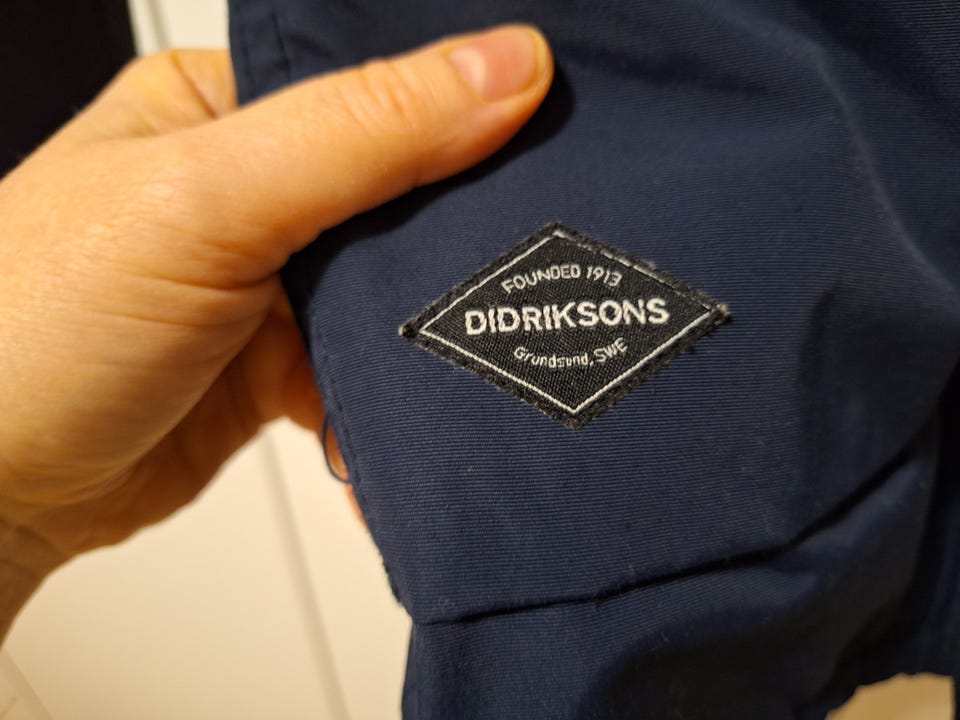 FOUNDED 1913
DIDRIKSONS
Grundsund, SWE